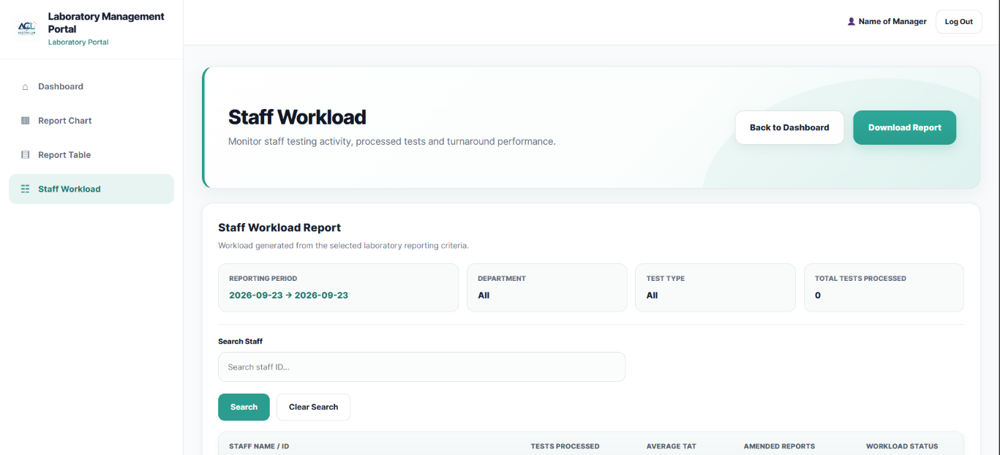 ACL
AUSTRALIAN
Laboratory Management
Portal
Laboratory Portal
Name of Manager
Log Out
Dashboard
Report Chart
Report Table
Staff Workload
Staff Workload
Monitor staff testing activity, processed tests and turnaround performance.
Back to Dashboard
Download Report
Staff Workload Report
Workload generated from the selected laboratory reporting criteria.
REPORTING PERIOD
2026-09-23 → 2026-09-23
DEPARTMENT
All
TEST TYPE
All
TOTAL TESTS PROCESSED
0
Search Staff
Search staff ID...
Search
Clear Search
STAFF NAME / ID TESTS PROCESSED AVERAGE TAT AMENDED REPORTS WORKLOAD STATUS